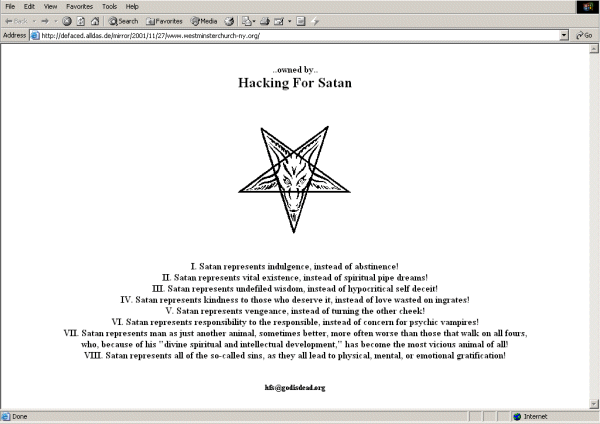 File Edit View Favorites Tools Help
Back Search Favorites Media
Address http://defaced.alldas.de/mirror/2001/11/27/www.westminsterchurch-ny.org/ Go
..owned by..
Hacking For Satan
I. Satan represents indulgence, instead of abstinence!
II. Satan represents vital existence, instead of spiritual pipe dreams!
III. Satan represents undefiled wisdom, instead of hypocritical self deceit!
IV. Satan represents kindness to those who deserve it, instead of love wasted on ingrates!
V. Satan represents vengeance, instead of turning the other cheek!
VI. Satan represents responsibility to the responsible, instead of concern for psychic vampires!
VII. Satan represents man as just another animal, sometimes better, more often worse than those that walk on all fours,
who, because of his "divine spiritual and intellectual development," has become the most vicious animal of all!
VIII. Satan represents all of the so-called sins, as they all lead to physical, mental, or emotional gratification!
hfs@godisdead.org
Done Internet